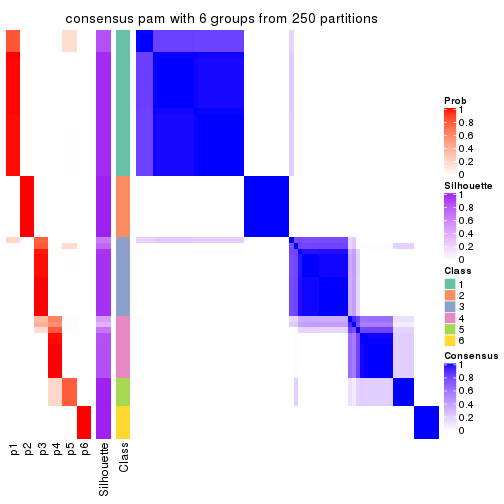 consensus pam with 6 groups from 250 partitions
Prob
1
0.8
0.6
0.4
0.2
0
Silhouette
1
0.8
0.6
0.4
0.2
0
Class
1
2
3
4
5
6
Consensus
1
0.8
0.6
0.4
0.2
0
p1
p2
p3
p4
p5
p6
Silhouette
Class